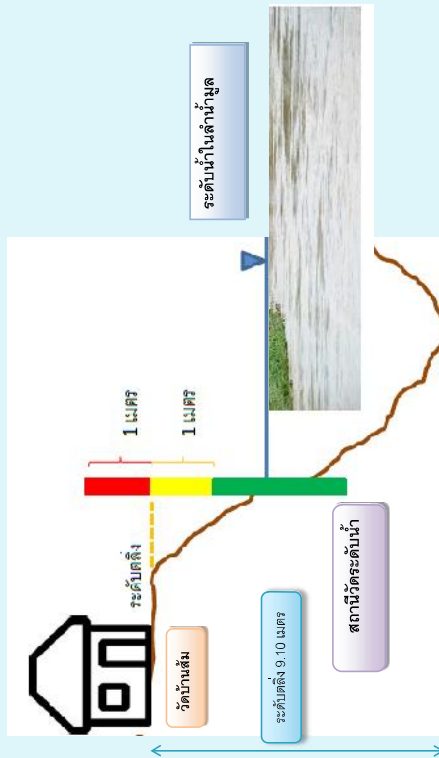 ระดับน้ำในลำน้ำมูล
1 เมตร
1 เมตร
ระดับตลิ่ง
วัดบ้านส้ม
ระดับตลิ่ง 9.10 เมตร
สถานีวัดระดับน้ำ